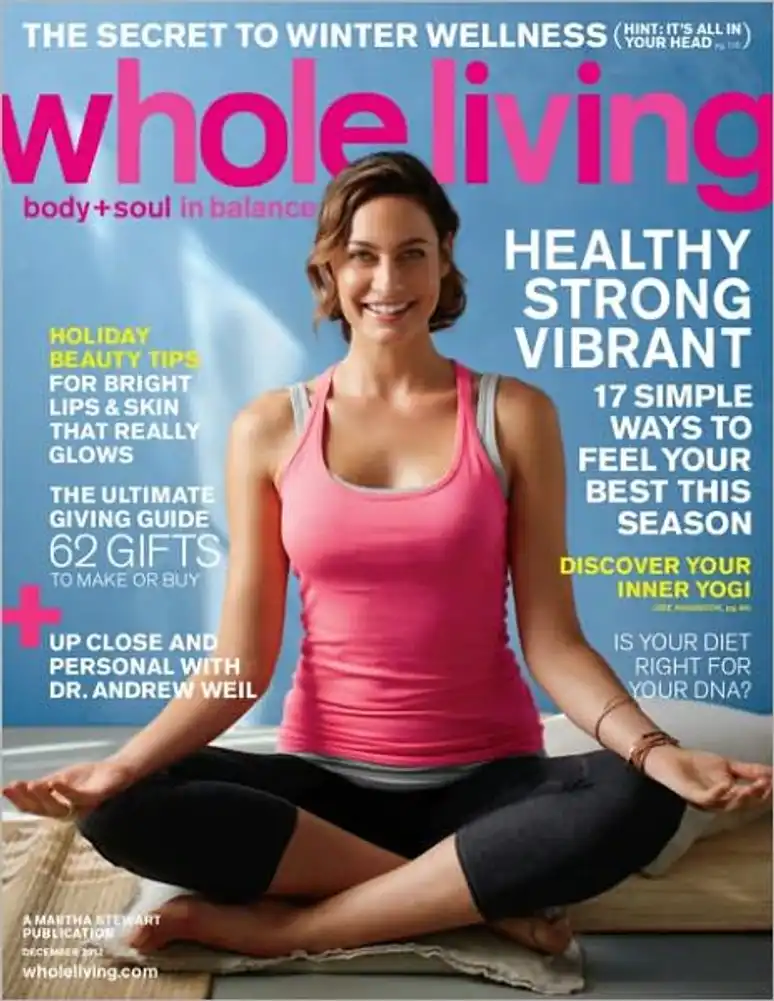 THE SECRET TO WINTER WELLNESS (HINT: IT'S ALL IN
YOUR HEAD pg. 110)
whole living
body+soul in balance
HEALTHY
STRONG
VIBRANT
17 SIMPLE
WAYS TO
FEEL YOUR
BEST THIS
SEASON
DISCOVER YOUR
INNER YOGI
IS YOUR DIET
RIGHT FOR
YOUR DNA?
HOLIDAY
BEAUTY TIPS
FOR BRIGHT
LIPS & SKIN
THAT REALLY
GLOWS
THE ULTIMATE
GIVING GUIDE
62 GIFTS
TO MAKE OR BUY
+
UP CLOSE AND
PERSONAL WITH
DR. ANDREW WEIL
A MARTHA STEWART
PUBLICATION
DECEMBER 2012
wholeliving.com